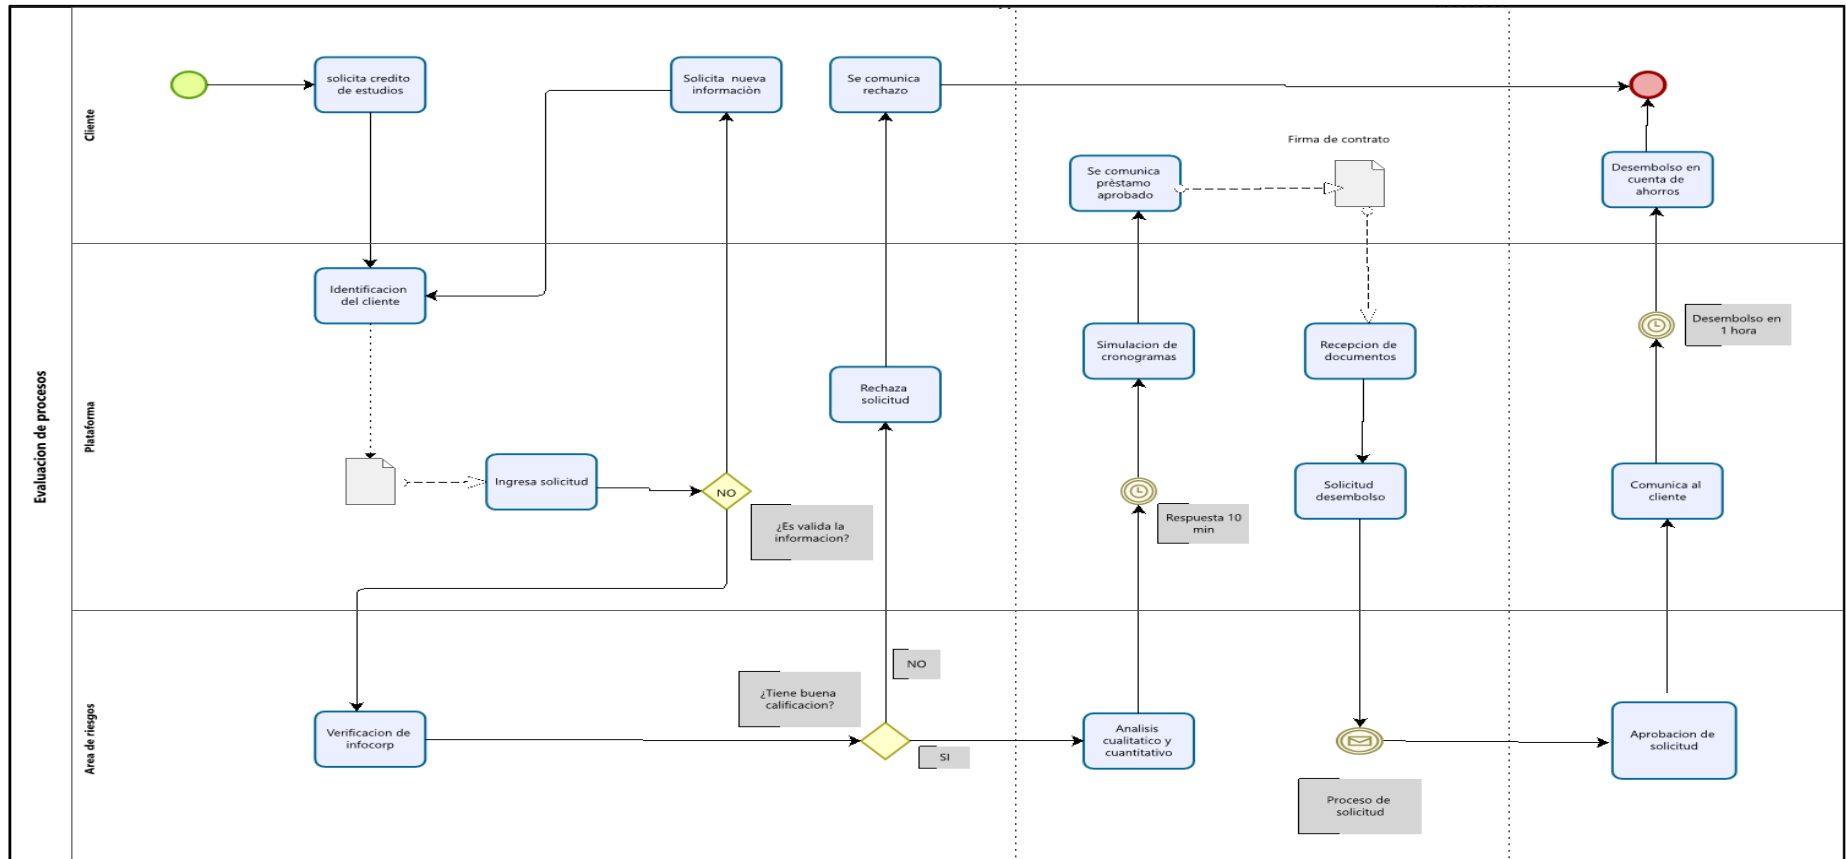 Evaluacion de procesos
Cliente
solicita credito
de estudios
Solicita nueva
informaciòn
Se comunica
rechazo
Firma de contrato
Se comunica
prèstamo
aprobado
Desembolso en
cuenta de
ahorros
Plataforma
Identificacion
del cliente
Ingresa solicitud
NO
¿Es valida la
informacion?
Rechaza
solicitud
Simulacion de
cronogramas
Respuesta 10
min
Recepcion de
documentos
Solicitud
desembolso
Desembolso en
1 hora
Comunica al
cliente
Area de riesgos
Verificacion de
infocorp
¿Tiene buena
calificacion?
NO
SI
Analisis
cualitatico y
cuantitativo
Proceso de
solicitud
Aprobacion de
solicitud